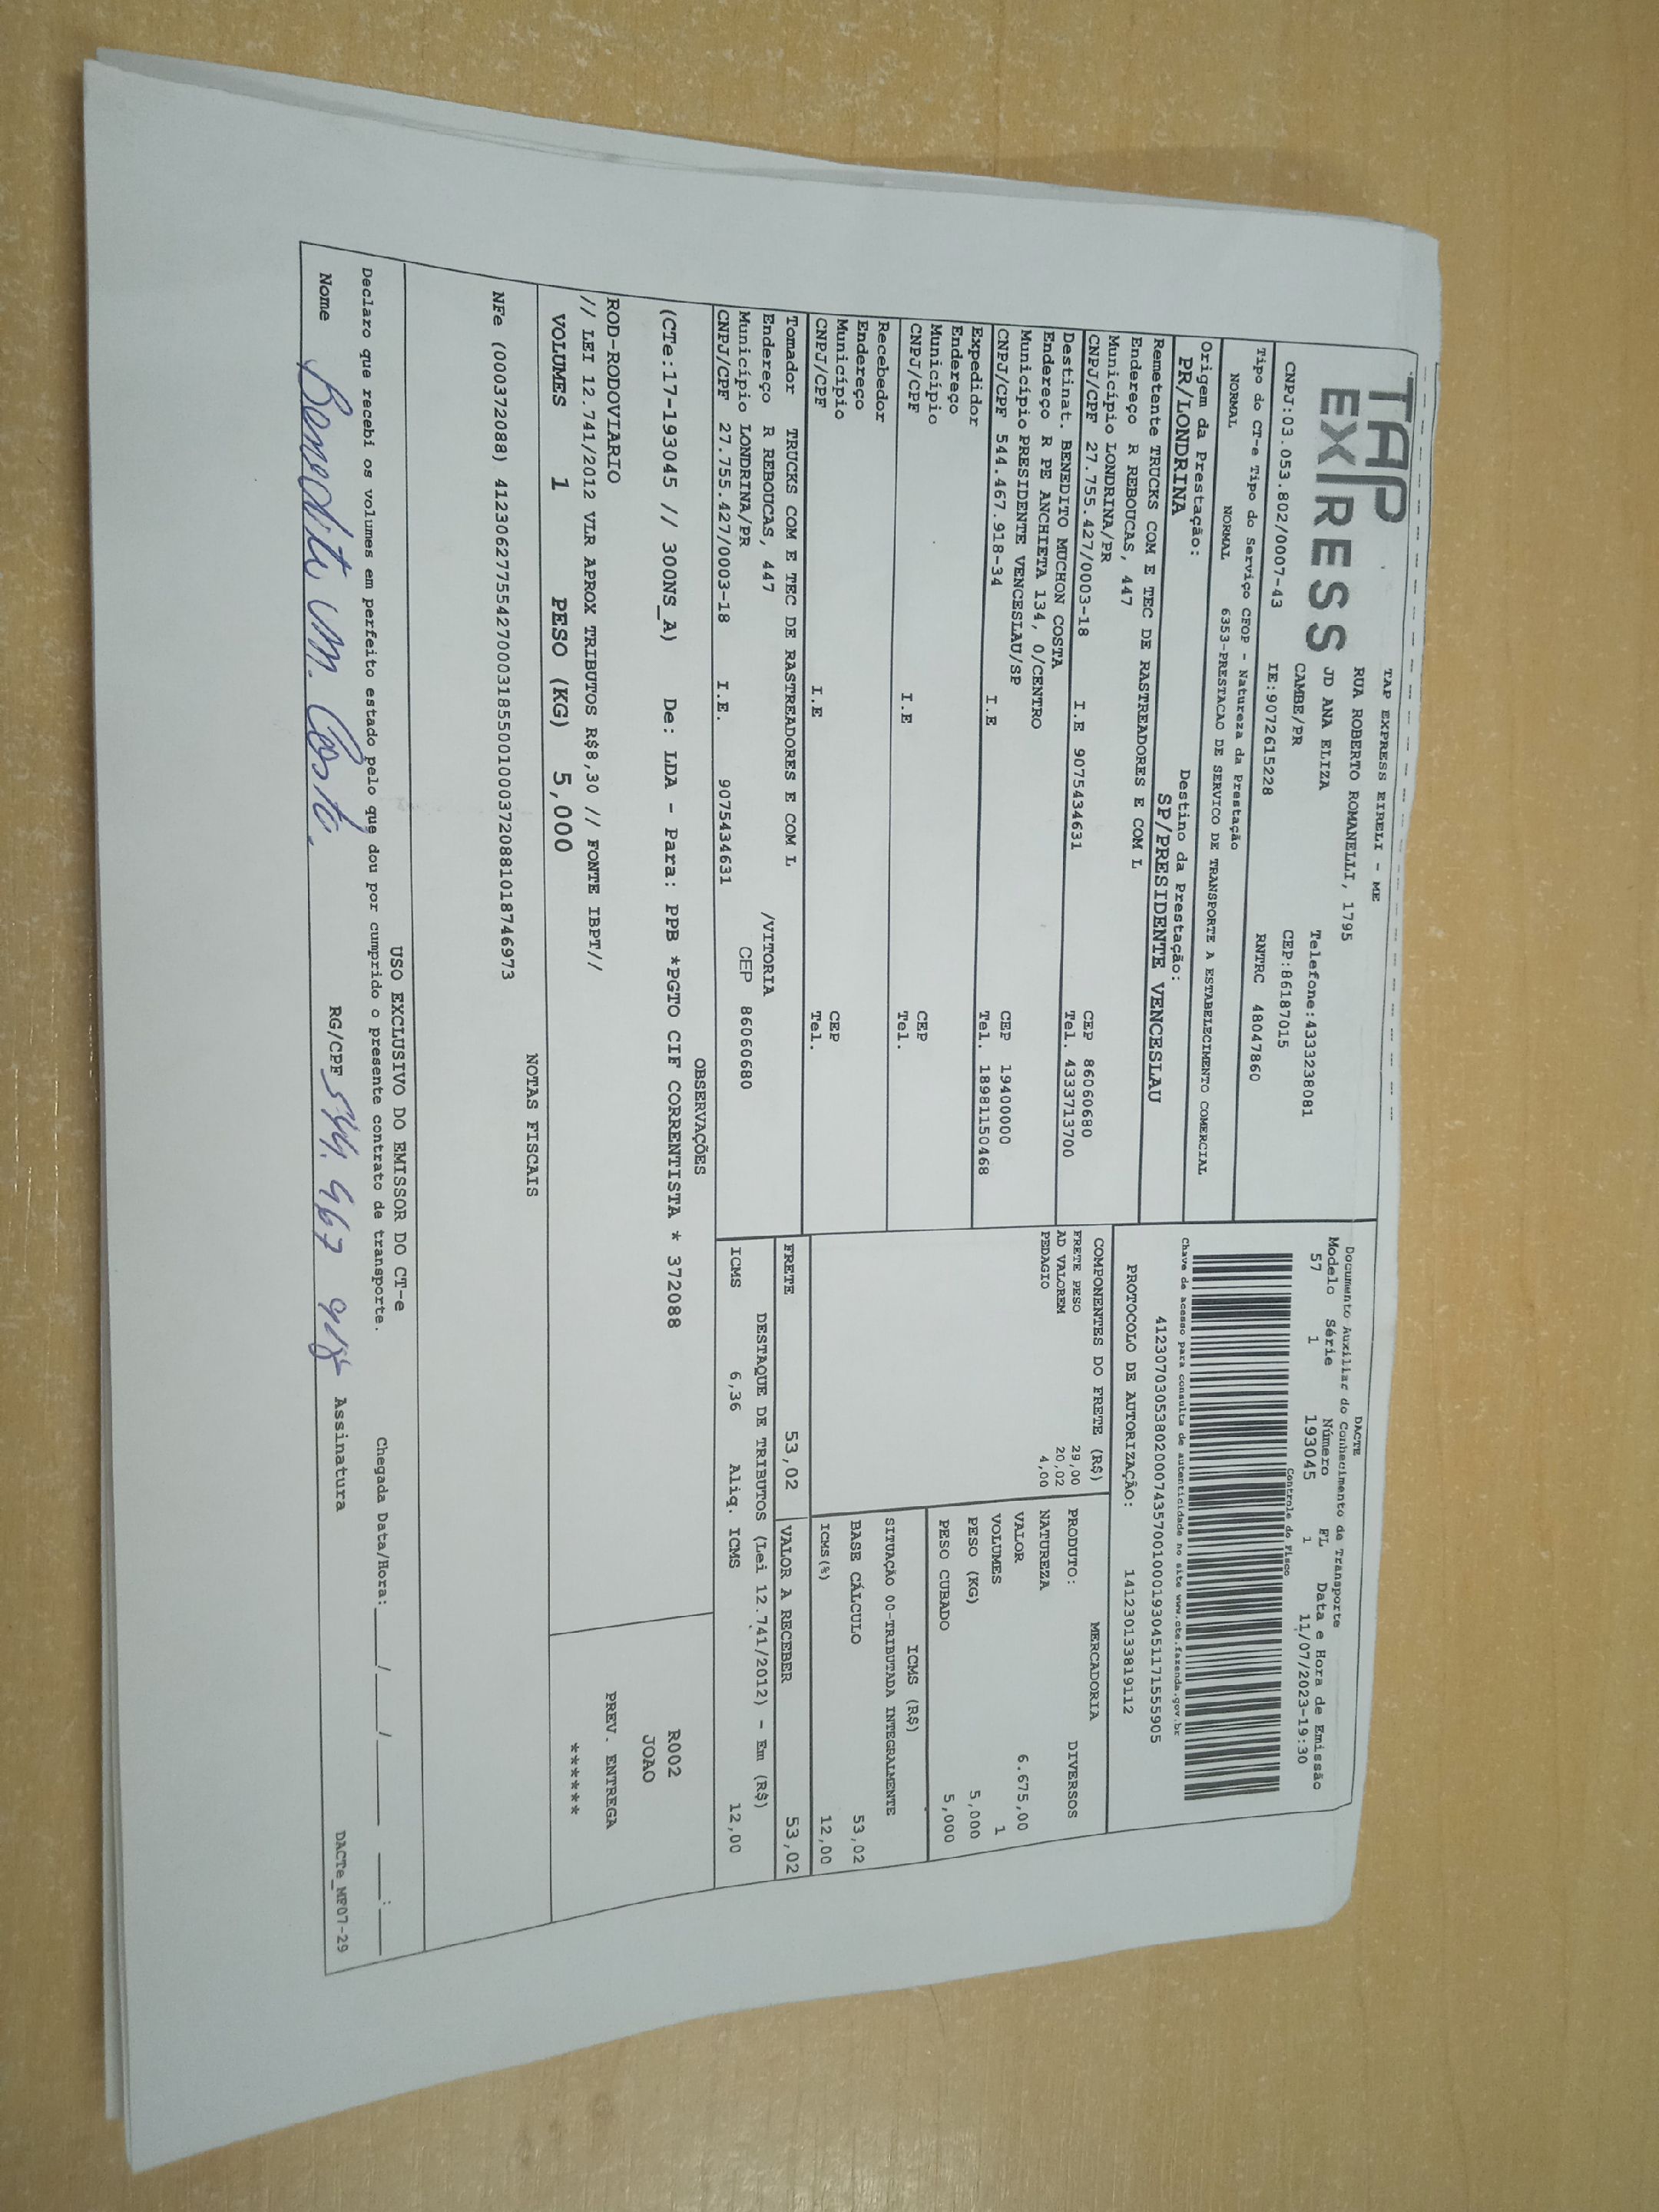 TAP
EXPRESS
TAP EXPRESS EIRELI - ME
RUA ROBERTO ROMANELLI, 1795
JD ANA ELIZA
Telefone:4333238081
CAMBE/PR
CEP:86187015
CNPJ:03.053.802/0007-43
IE:9072615228
RNTRC 48047860
Tipo do CT-e Tipo do Serviço CFOP - Natureza da Prestação
NORMAL NORMAL 6353-PRESTACAO DE SERVICO DE TRANSPORTE A ESTABELECIMENTO COMERCIAL
Origem da Prestação: Destino da Prestação:
PR/LONDRINA SP/PRESIDENTE VENCESLAU
DACTE
Documento Auxiliar do Conhecimento de Transporte
Modelo Série Número FL Data e Hora de Emissão
57 1 193045 1 11/07/2023-19:30
Controle do Fisco
Chave de acesso para consulta de autenticidade no site www.cte.fazenda.gov.br
41230703053802000743570010001930451171555905
PROTOCOLO DE AUTORIZAÇÃO: 141230133819112
Remetente TRUCKS COM E TEC DE RASTREADORES E COM L
Endereço R REBOUCAS, 447
Município LONDRINA/PR CEP 86060680
CNPJ/CPF 27.755.427/0003-18 I.E 9075434631 Tel. 4333713700
Destinat. BENEDITO MUCHON COSTA
Endereço R PE ANCHIETA 134, 0/CENTRO
Município PRESIDENTE VENCESLAU/SP CEP 19400000
CNPJ/CPF 544.467.918-34 I.E Tel. 18981150468
Expedidor
Endereço
Município CEP
CNPJ/CPF I.E Tel.
Recebedor
Endereço
Município CEP
CNPJ/CPF I.E Tel.
Tomador TRUCKS COM E TEC DE RASTREADORES E COM L
Endereço R REBOUCAS, 447 /VITORIA
Município LONDRINA/PR CEP 86060680
CNPJ/CPF 27.755.427/0003-18 I.E. 9075434631
COMPONENTES DO FRETE (R$)
FRETE PESO 29,00
AD VALOREM 20,02
PEDAGIO 4,00
MERCADORIA
PRODUTO: DIVERSOS
NATUREZA
VALOR 6.675,00
VOLUMES 1
PESO (KG) 5,000
PESO CUBADO 5,000
ICMS (R$)
SITUAÇÃO 00-TRIBUTADA INTEGRALMENTE
BASE CÁLCULO 53,02
ICMS(%) 12,00
FRETE 53,02 VALOR A RECEBER 53,02
DESTAQUE DE TRIBUTOS (Lei 12.741/2012) - Em (R$)
ICMS 6,36 Aliq. ICMS 12,00
OBSERVAÇÕES
(CTe:17-193045 // 300NS_A) De: LDA - Para: PPB *PGTO CIF CORRENTISTA * 372088
R002
JOAO
ROD-RODOVIARIO
// LEI 12.741/2012 VLR APROX TRIBUTOS R$8,30 // FONTE IBPT//
PREV. ENTREGA
******
VOLUMES 1 PESO (KG) 5,000
NOTAS FISCAIS
NFe (000372088) 41230627755427000318550010003720881018746973
USO EXCLUSIVO DO EMISSOR DO CT-e
Declaro que recebi os volumes em perfeito estado pelo que dou por cumprido o presente contrato de transporte. Chegada Data/Hora:____/____/____ ____:____
Nome Benedito M. Costa. RG/CPF 544.467 918 Assinatura
DACTe_MP07-29